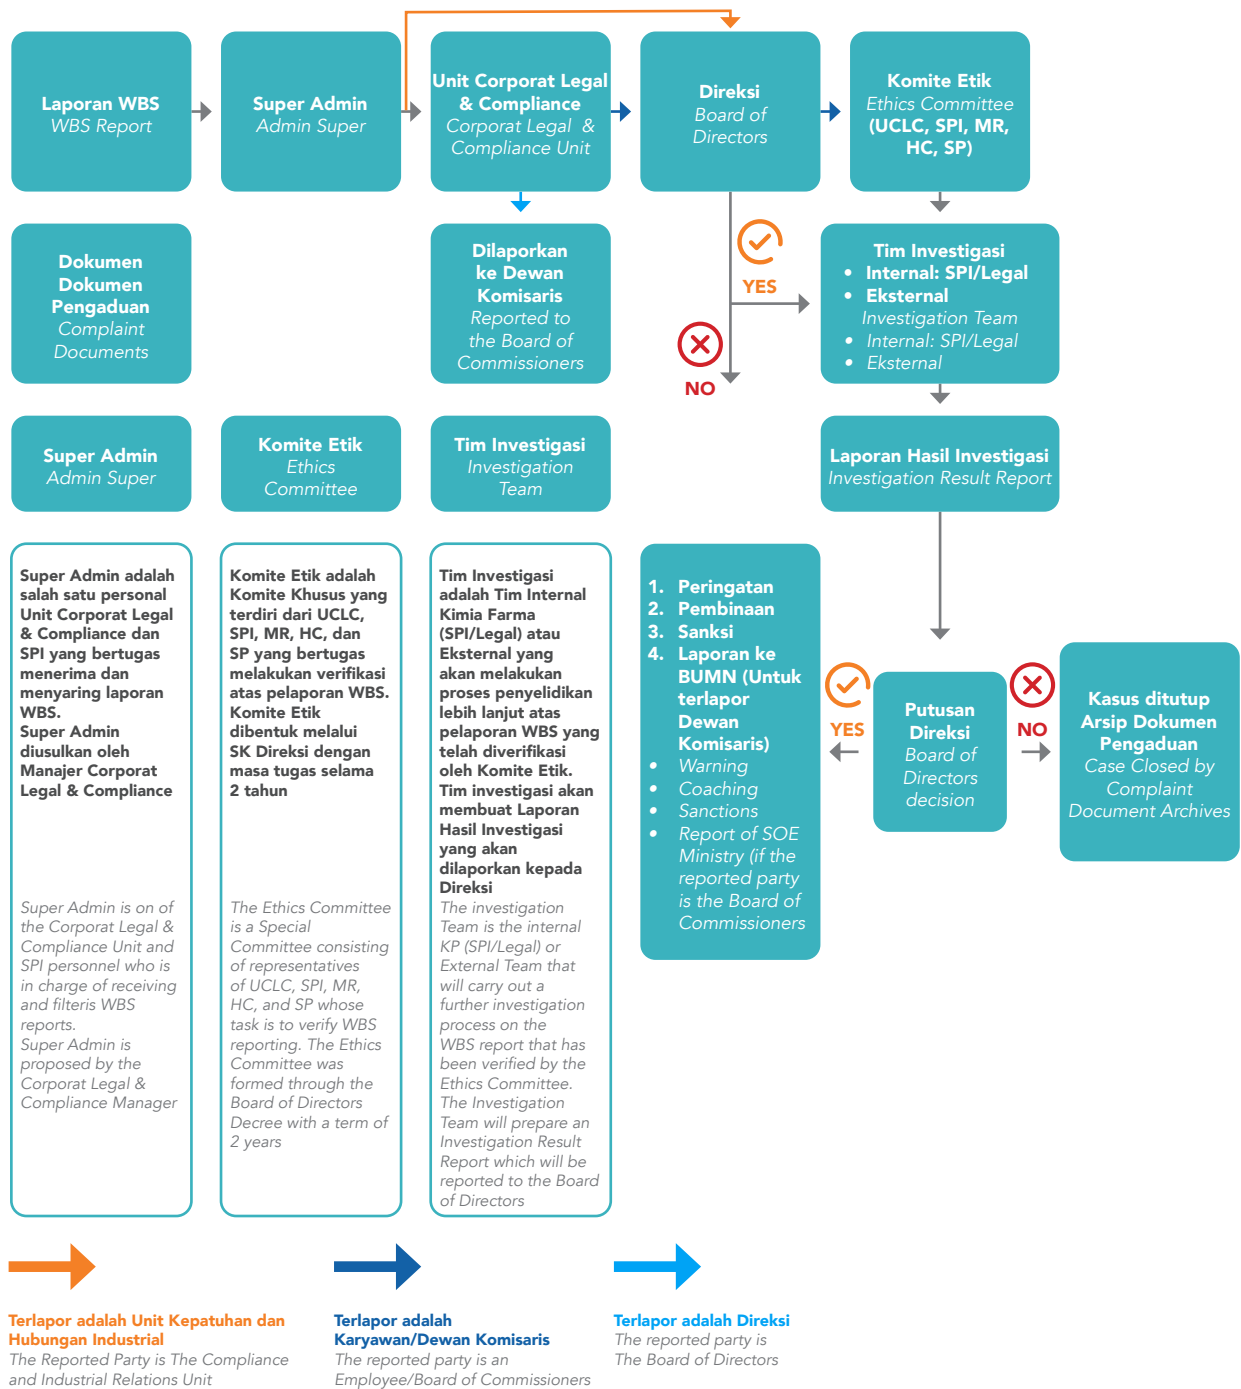 Laporan WBS
WBS Report
Super Admin
Admin Super
Unit Corporat Legal
& Compliance
Corporat Legal &
Compliance Unit
Direksi
Board of
Directors
Komite Etik
Ethics Committee
(UCLC, SPI, MR,
HC, SP)
Dokumen
Dokumen
Pengaduan
Complaint
Documents
Dilaporkan
ke Dewan
Komisaris
Reported to
the Board of
Commissioners
YES
NO
Tim Investigasi
• Internal: SPI/Legal
• Eksternal
Investigation Team
• Internal: SPI/Legal
• Eksternal
Super Admin
Admin Super
Komite Etik
Ethics
Committee
Tim Investigasi
Investigation
Team
Laporan Hasil Investigasi
Investigation Result Report
Super Admin adalah
salah satu personal
Unit Corporat Legal
& Compliance dan
SPI yang bertugas
menerima dan
menyaring laporan
WBS.
Super Admin
diusulkan oleh
Manajer Corporat
Legal & Compliance
Super Admin is on of
the Corporat Legal &
Compliance Unit and
SPI personnel who is
in charge of receiving
and filteris WBS
reports.
Super Admin is
proposed by the
Corporat Legal &
Compliance Manager
Komite Etik adalah
Komite Khusus yang
terdiri dari UCLC,
SPI, MR, HC, dan
SP yang bertugas
melakukan verifikasi
atas pelaporan WBS.
Komite Etik
dibentuk melalui
SK Direksi dengan
masa tugas selama
2 tahun
The Ethics Committee
is a Special
Committee consisting
of representatives
of UCLC, SPI, MR,
HC, and SP whose
task is to verify WBS
reporting. The Ethics
Committee was
formed through the
Board of Directors
Decree with a term of
2 years
Tim Investigasi
adalah Tim Internal
Kimia Farma
(SPI/Legal) atau
Eksternal yang
akan melakukan
proses penyelidikan
lebih lanjut atas
pelaporan WBS yang
telah diverifikasi
oleh Komite Etik.
Tim investigasi akan
membuat Laporan
Hasil Investigasi
yang akan
dilaporkan kepada
Direksi
The investigation
Team is the internal
KP (SPI/Legal) or
External Team that
will carry out a
further investigation
process on the
WBS report that has
been verified by the
Ethics Committee.
The Investigation
Team will prepare an
Investigation Result
Report which will be
reported to the Board
of Directors
1. Peringatan
2. Pembinaan
3. Sanksi
4. Laporan ke
BUMN (Untuk
terlapor
Dewan
Komisaris)
• Warning
• Coaching
• Sanctions
• Report of SOE
Ministry (if the
reported party
is the Board of
Commissioners
YES
Putusan
Direksi
Board of
Directors
decision
NO
Kasus ditutup
Arsip Dokumen
Pengaduan
Case Closed by
Complaint
Document Archives
Terlapor adalah Unit Kepatuhan dan
Hubungan Industrial
The Reported Party is The Compliance
and Industrial Relations Unit
Terlapor adalah
Karyawan/Dewan Komisaris
The reported party is an
Employee/Board of Commissioners
Terlapor adalah Direksi
The reported party is
The Board of Directors